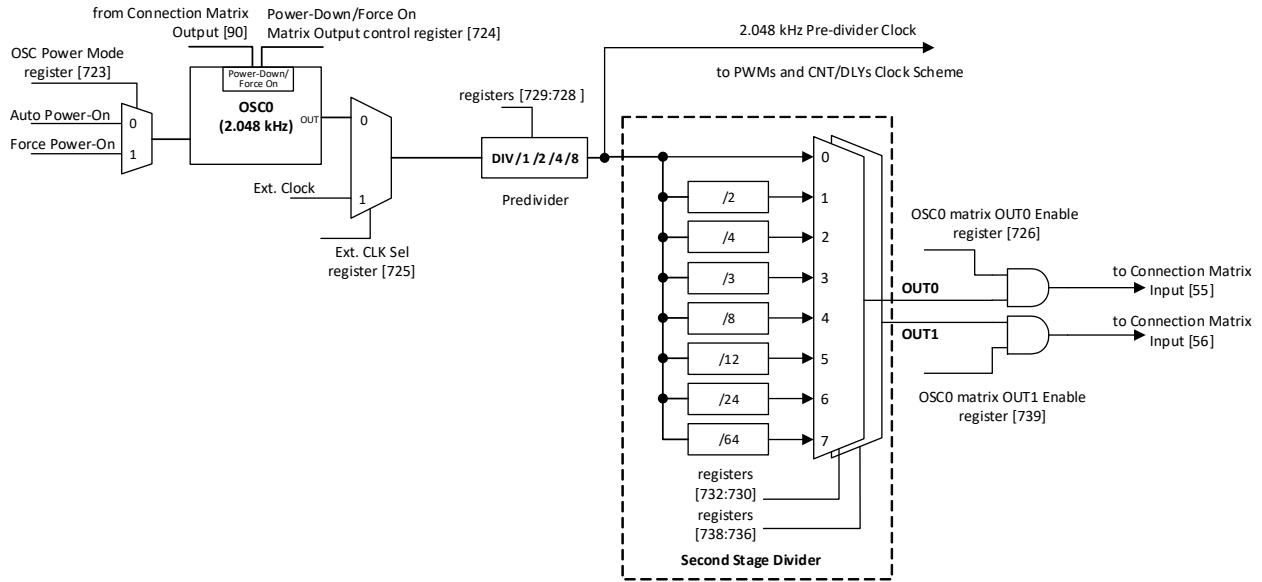 from Connection Matrix
Output [90]
Power-Down/Force On
Matrix Output control register [724]
OSC Power Mode
register [723]
Auto Power-On
Force Power-On
0
1
Power-Down/
Force On
OSC0
(2.048 kHz)
OUT
0
1
Ext. Clock
Ext. CLK Sel
register [725]
registers [729:728 ]
DIV /1 /2 /4 /8
Predivider
2.048 kHz Pre-divider Clock
to PWMs and CNT/DLYs Clock Scheme
0
/2
1
/4
2
/3
3
/8
4
/12
5
/24
6
/64
7
registers
[732:730]
registers
[738:736]
Second Stage Divider
OSC0 matrix OUT0 Enable
register [726]
OUT0
OUT1
OSC0 matrix OUT1 Enable
register [739]
to Connection Matrix
Input [55]
to Connection Matrix
Input [56]